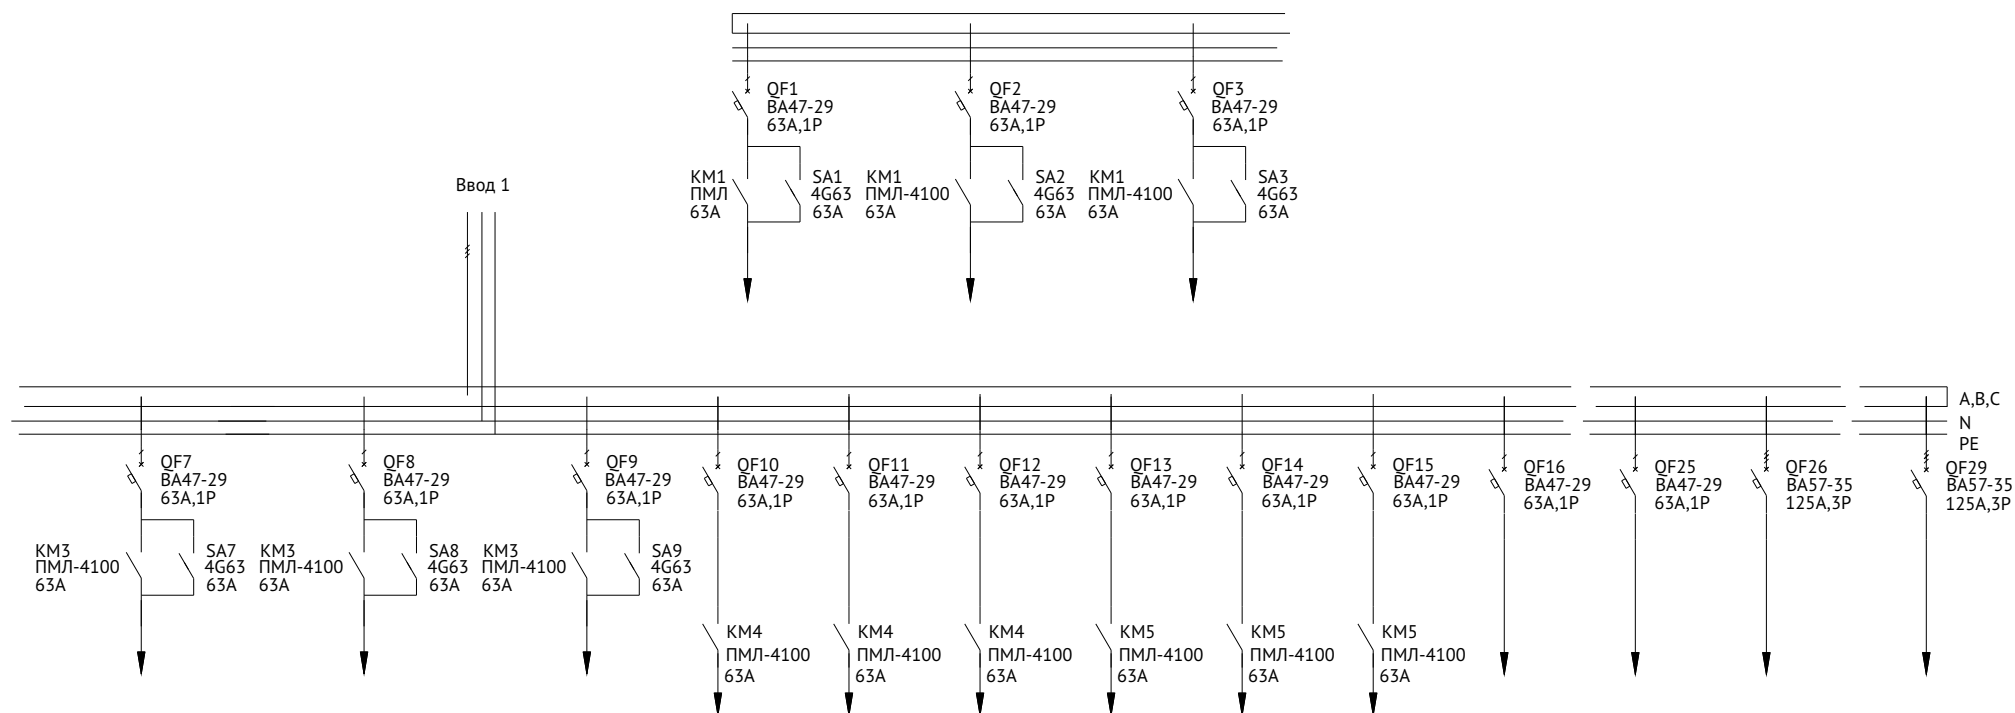 QF1
ВА47-29
63А,1Р
QF2
ВА47-29
63А,1Р
QF3
ВА47-29
63А,1Р
КМ1
ПМЛ
63А
SA1
4G63
63А
КМ1
ПМЛ-4100
63А
SA2
4G63
63А
КМ1
ПМЛ-4100
63А
SA3
4G63
63А
Ввод 1
А,В,С
N
PE
QF7
ВА47-29
63А,1Р
QF8
ВА47-29
63А,1Р
QF9
ВА47-29
63А,1Р
QF10
ВА47-29
63А,1Р
QF11
ВА47-29
63А,1Р
QF12
ВА47-29
63А,1Р
QF13
ВА47-29
63А,1Р
QF14
ВА47-29
63А,1Р
QF15
ВА47-29
63А,1Р
QF16
ВА47-29
63А,1Р
QF25
ВА47-29
63А,1Р
QF26
ВА57-35
125А,3Р
QF29
ВА57-35
125А,3Р
КМ3
ПМЛ-4100
63А
SA7
4G63
63А
КМ3
ПМЛ-4100
63А
SA8
4G63
63А
КМ3
ПМЛ-4100
63А
SA9
4G63
63А
КМ4
ПМЛ-4100
63А
КМ4
ПМЛ-4100
63А
КМ4
ПМЛ-4100
63А
КМ5
ПМЛ-4100
63А
КМ5
ПМЛ-4100
63А
КМ5
ПМЛ-4100
63А